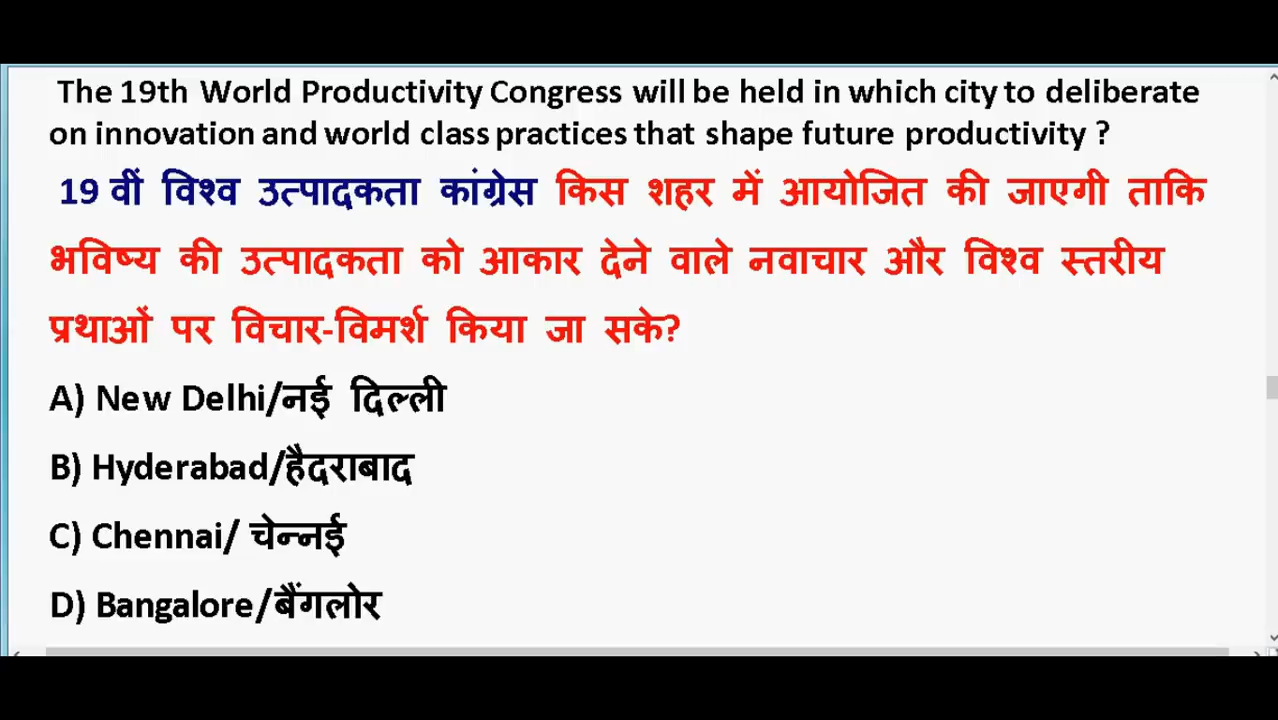 The 19th World Productivity Congress will be held in which city to deliberate
on innovation and world class practices that shape future productivity ?
19 वीं विश्व उत्पादकता कांग्रेस किस शहर में आयोजित की जाएगी ताकि
भविष्य की उत्पादकता को आकार देने वाले नवाचार और विश्व स्तरीय
प्रथाओं पर विचार-विमर्श किया जा सके?
A) New Delhi/नई दिल्ली
B) Hyderabad/हैदराबाद
C) Chennai/ चेन्नई
D) Bangalore/बैंगलोर